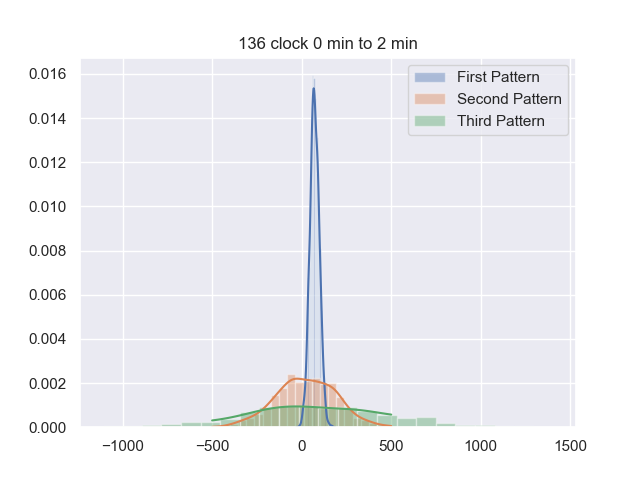 136 clock 0 min to 2 min
First Pattern
Second Pattern
Third Pattern
0.016
0.014
0.012
0.010
0.008
0.006
0.004
0.002
0.000
−1000 −500 0 500 1000 1500